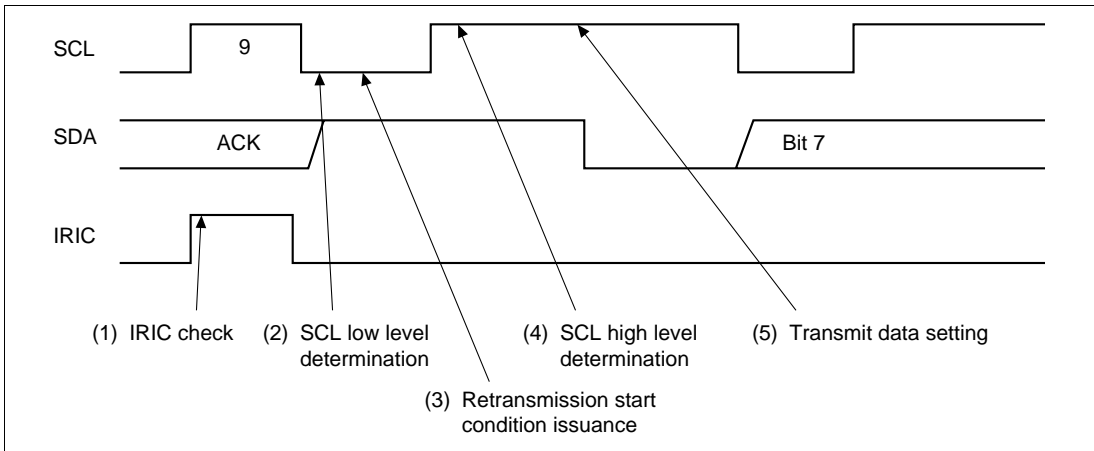 SCL
9
SDA
ACK
Bit 7
IRIC
(1) IRIC check
(2) SCL low level
determination
(4) SCL high level
determination
(5) Transmit data setting
(3) Retransmission start
condition issuance